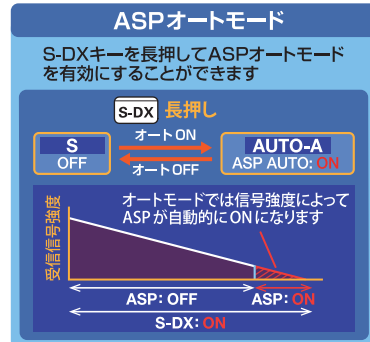 ASPオートモード
S-DXキーを長押してASPオートモード
を有効にすることができます
S-DX 長押し
オートON
S
OFF
AUTO-A
ASP AUTO: ON
オートOFF
受信信号強度
オートモードでは信号強度によって
ASPが自動的にONになります
ASP: OFF
ASP: ON
S-DX: ON